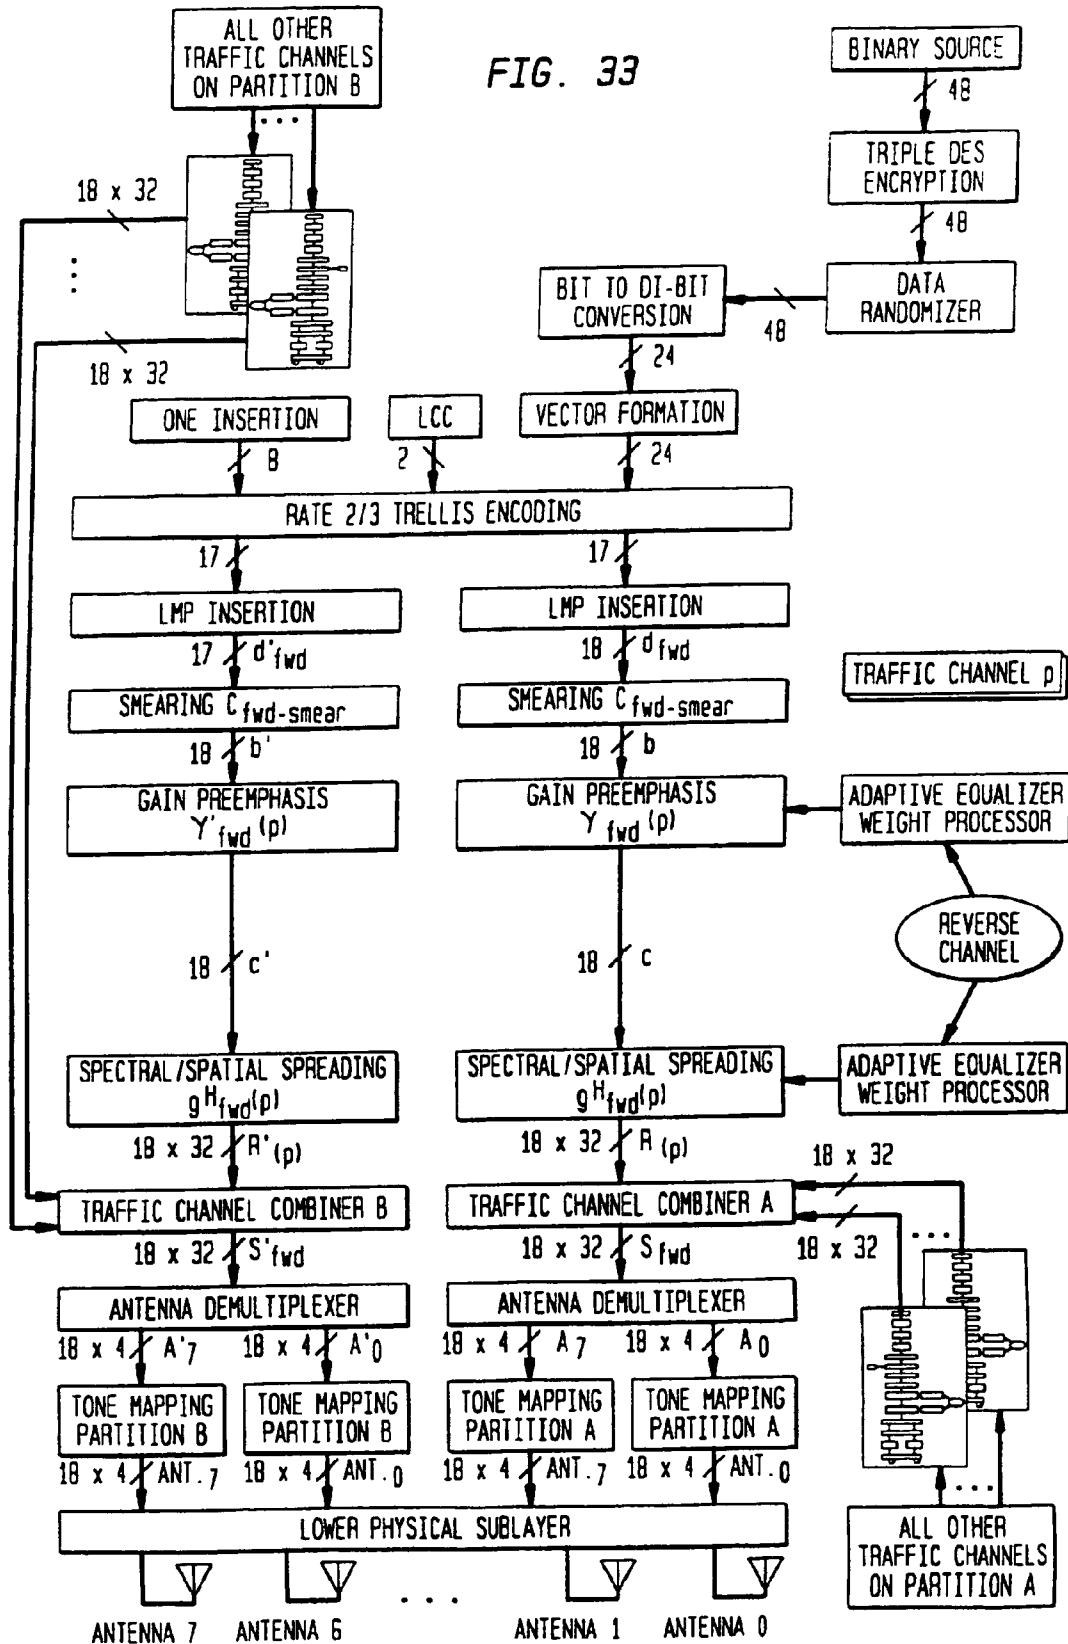 ALL OTHER
TRAFFIC CHANNELS
ON PARTITION B
FIG. 33
BINARY SOURCE
48
TRIPLE DES
ENCRYPTION
48
DATA
RANDOMIZER
48
BIT TO DI-BIT
CONVERSION
24
VECTOR FORMATION
24
18 x 32
18 x 32
ONE INSERTION
8
LCC
2
RATE 2/3 TRELLIS ENCODING
17
17
LMP INSERTION
LMP INSERTION
17 d'fwd
18 dfwd
TRAFFIC CHANNEL p
SMEARING Cfwd-smear
SMEARING Cfwd-smear
18 b'
18 b
GAIN PREEMPHASIS
γ'fwd(p)
GAIN PREEMPHASIS
γfwd(p)
ADAPTIVE EQUALIZER
WEIGHT PROCESSOR
REVERSE
CHANNEL
18 c'
18 c
SPECTRAL/SPATIAL SPREADING
gHfwd(p)
SPECTRAL/SPATIAL SPREADING
gHfwd(p)
ADAPTIVE EQUALIZER
WEIGHT PROCESSOR
18 x 32 R'(p)
18 x 32 R(p)
18 x 32
TRAFFIC CHANNEL COMBINER B
TRAFFIC CHANNEL COMBINER A
18 x 32
18 x 32 S'fwd
18 x 32 Sfwd
ANTENNA DEMULTIPLEXER
ANTENNA DEMULTIPLEXER
18 x 4 A'7
18 x 4 A'0
18 x 4 A7
18 x 4 A0
TONE MAPPING
PARTITION B
TONE MAPPING
PARTITION B
TONE MAPPING
PARTITION A
TONE MAPPING
PARTITION A
18 x 4 ANT.7
18 x 4 ANT.0
18 x 4 ANT.7
18 x 4 ANT.0
LOWER PHYSICAL SUBLAYER
ALL OTHER
TRAFFIC CHANNELS
ON PARTITION A
ANTENNA 7
ANTENNA 6
. . .
ANTENNA 1
ANTENNA 0